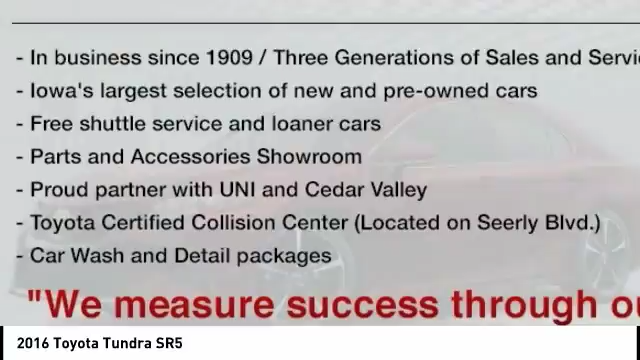 - In business since 1909 / Three Generations of Sales and
- Iowa's largest selection of new and pre-owned cars
- Free shuttle service and loaner cars
- Parts and Accessories Showroom
- Proud partner with UNI and Cedar Valley
- Toyota Certified Collision Center (Located on Seerly Blvd.)
- Car Wash and Detail packages
"We measure success through
2016 Toyota Tundra SR5